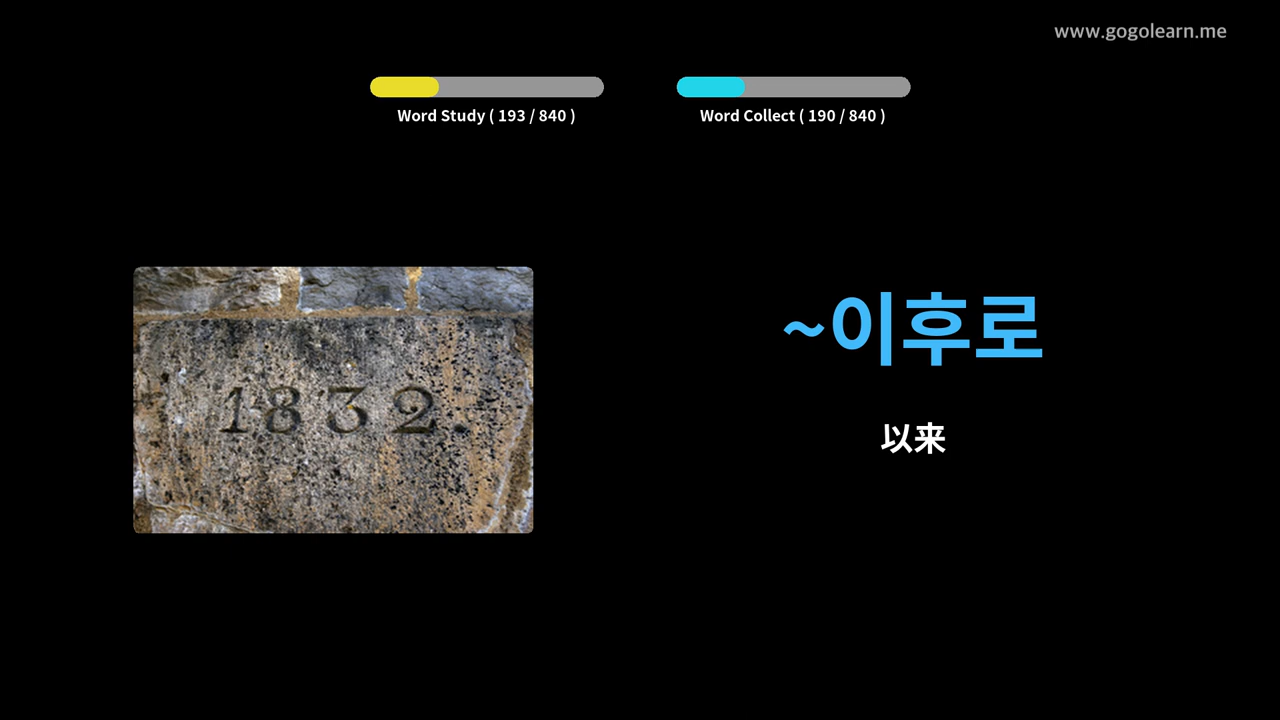 www.gogolearn.me
Word Study ( 193 / 840 )
Word Collect ( 190 / 840 )
1832.
~이후로
以来